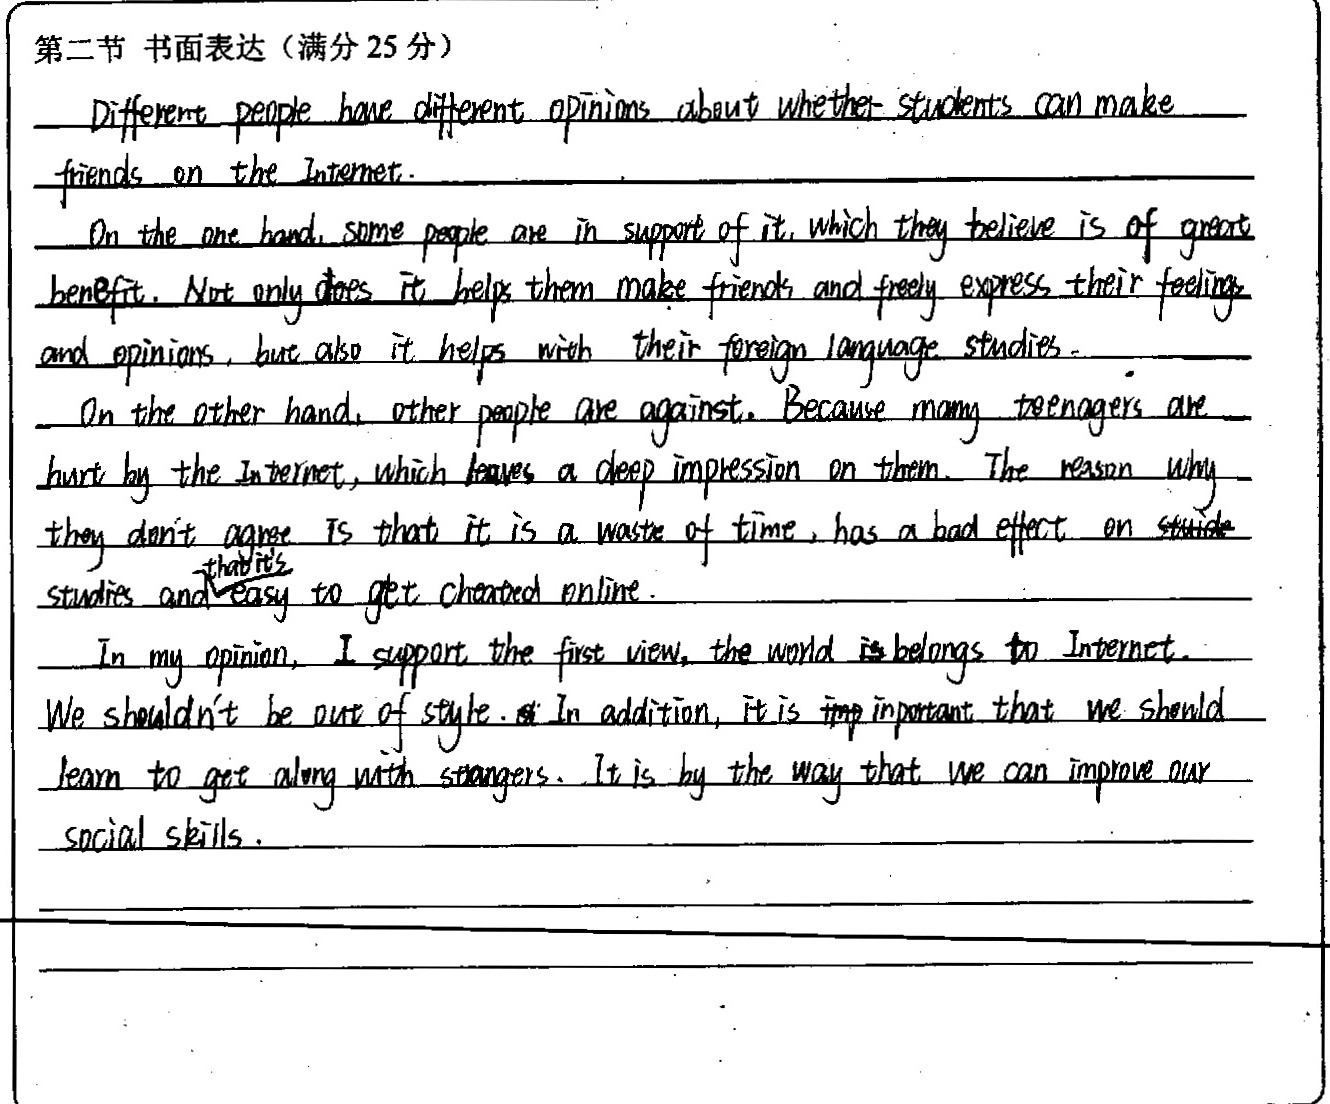 第二节 书面表达（满分 25 分）
Different people have different opinions about whether students can make
friends on the Internet.
On the one hand, some people are in support of it, which they believe is of great
benefit. Not only does it helps them make friends and freely express their feelings
and opinions, but also it helps with their foreign language studies.
On the other hand, other people are against. Because many teenagers are
hurt by the Internet, which leaves a deep impression on them. The reason why
they don't agree is that it is a waste of time, has a bad effect on
studies and that it's easy to get cheated online.
In my opinion, I support the first view, the world belongs to Internet.
We shouldn't be out of style. In addition, it is inportant that we should
learn to get along with strangers. It is by the way that we can improve our
social skills.